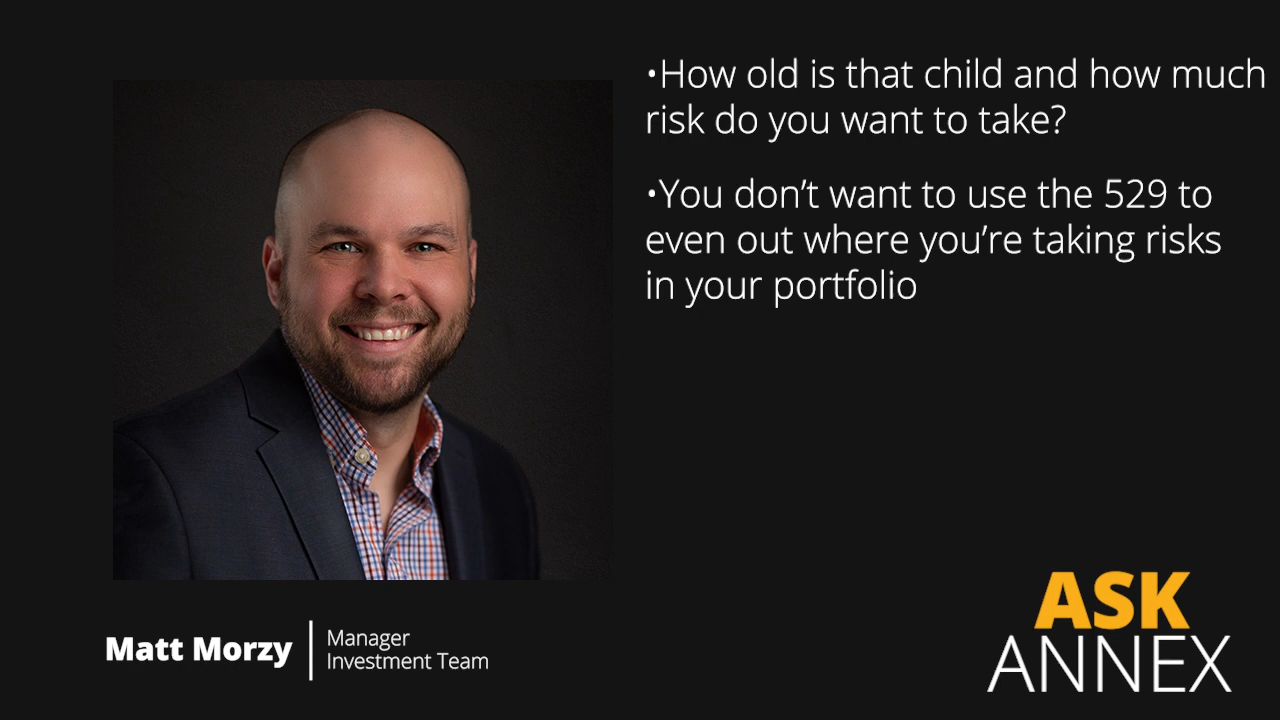 •How old is that child and how much
risk do you want to take?
•You don’t want to use the 529 to
even out where you’re taking risks
in your portfolio
Matt Morzy
Manager
Investment Team
ASK
ANNEX